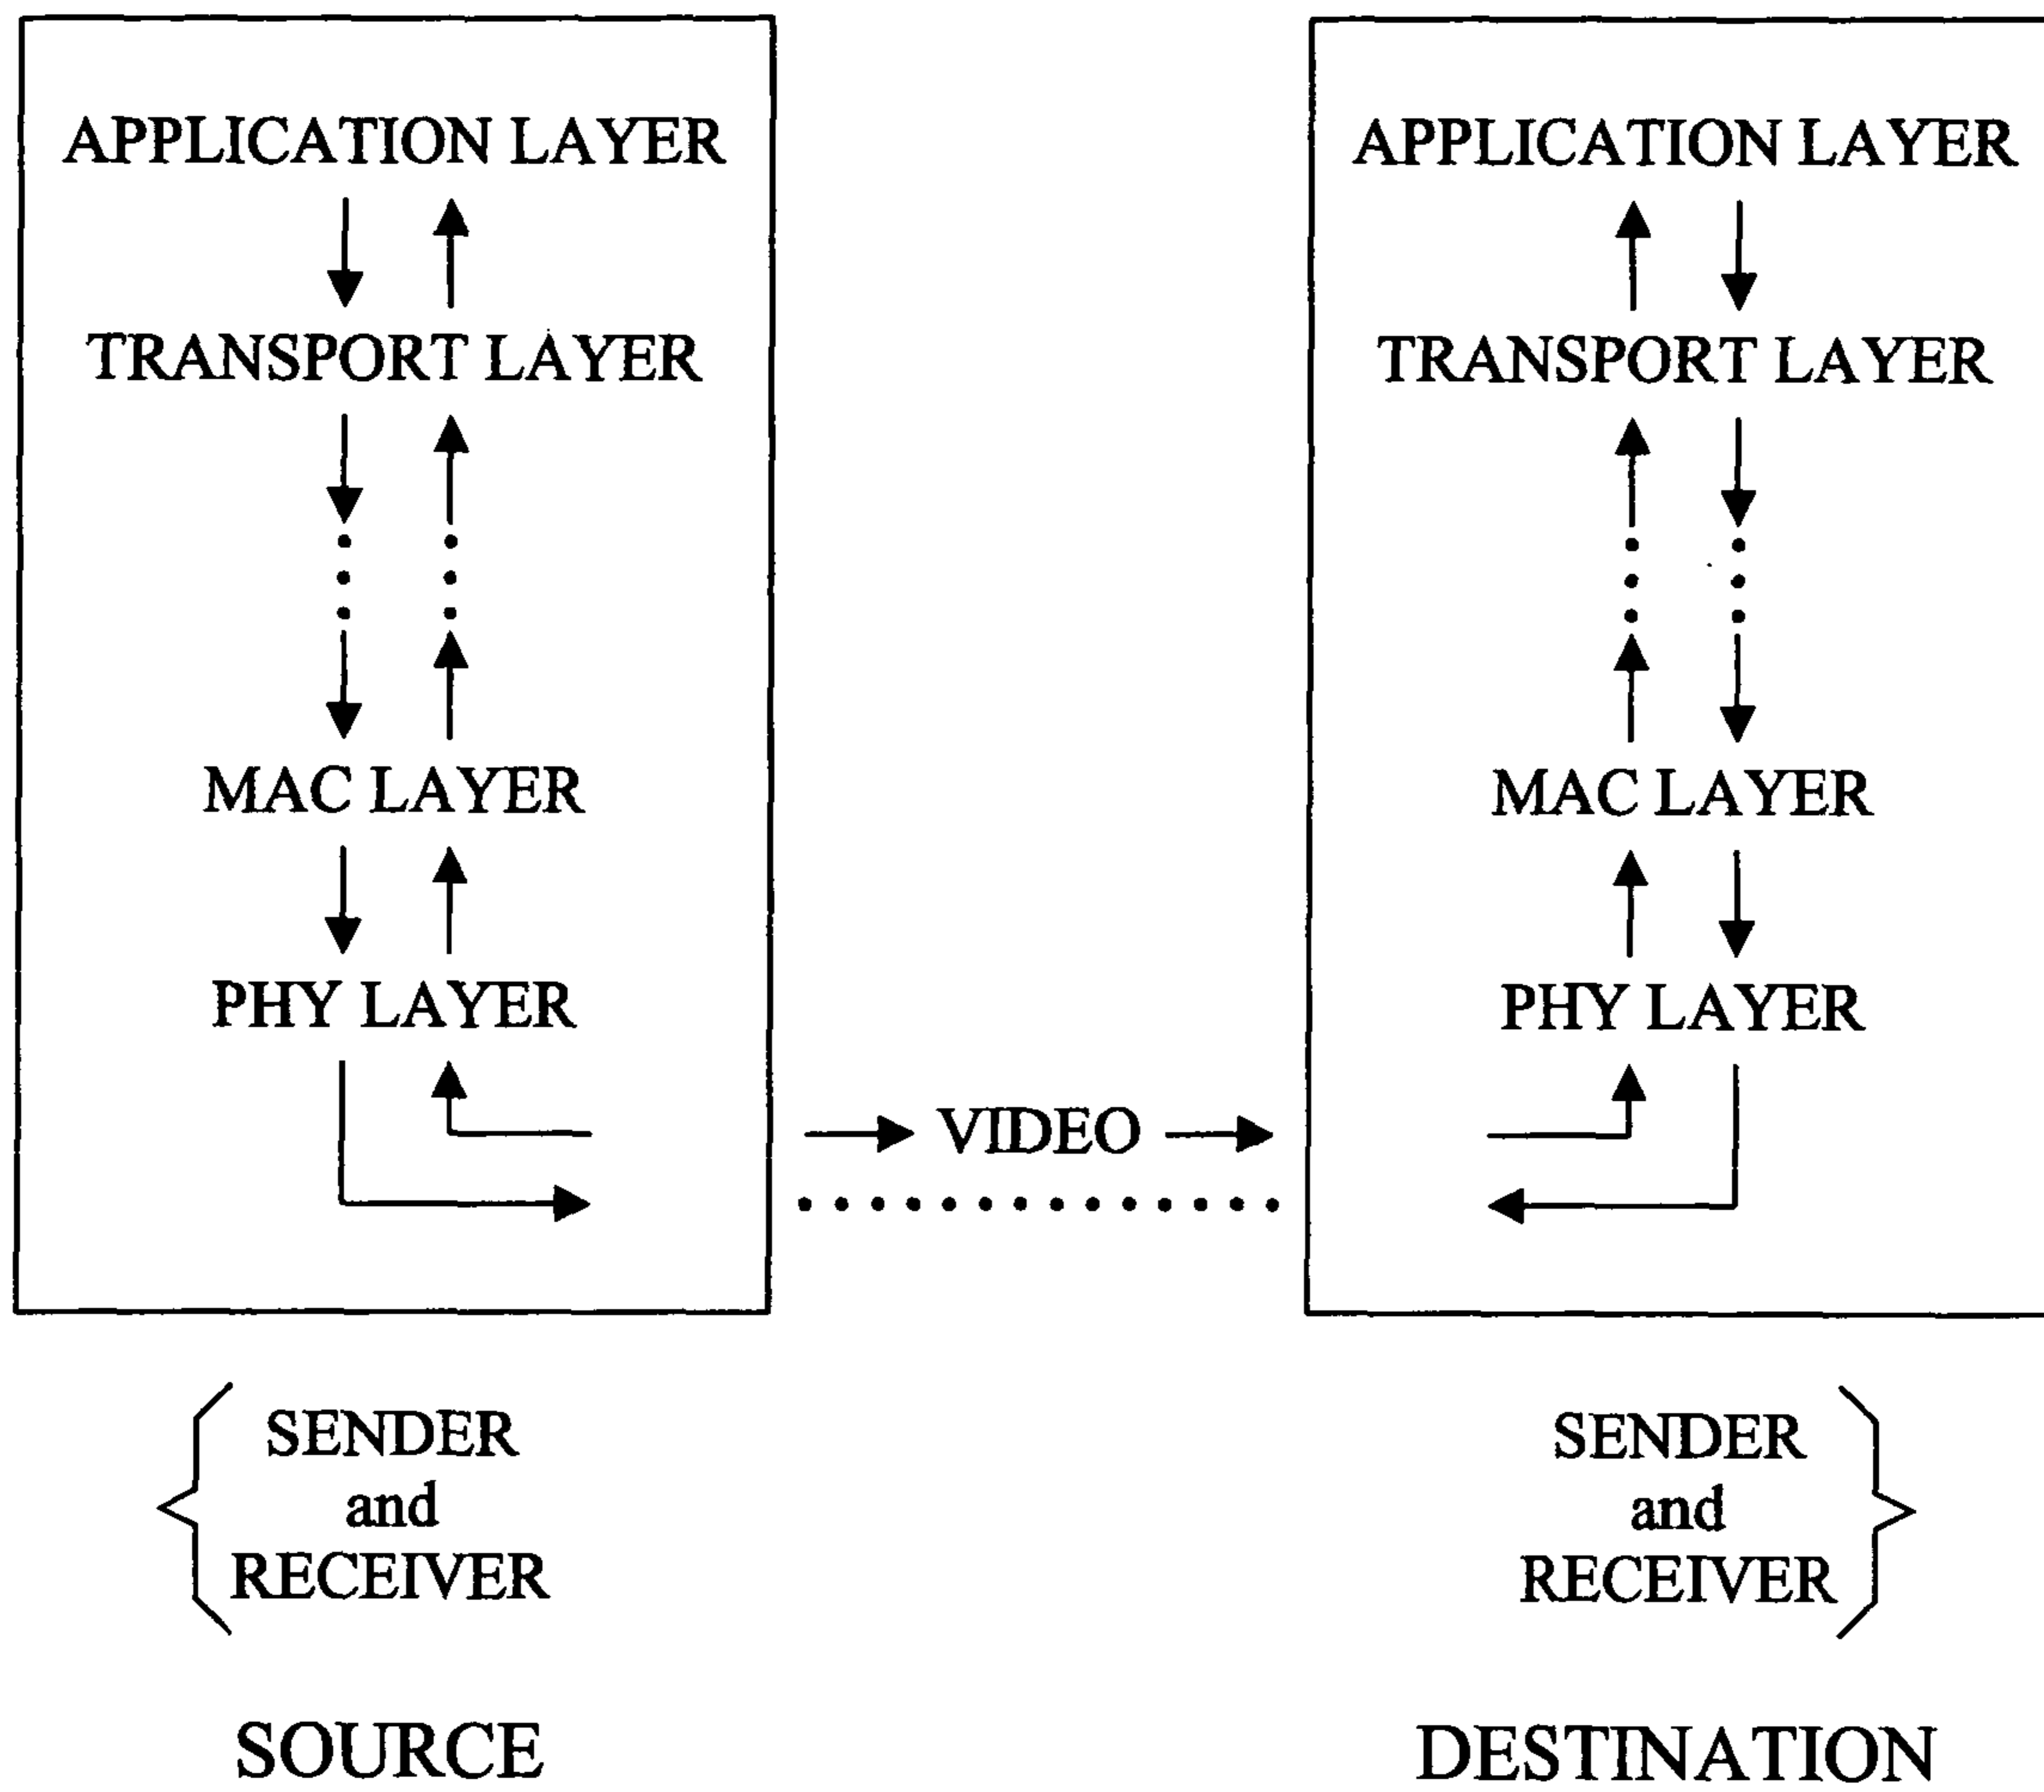 APPLICATION LAYER
TRANSPORT LAYER
MAC LAYER
PHY LAYER
SENDER
and
RECEIVER
SOURCE
VIDEO
APPLICATION LAYER
TRANSPORT LAYER
MAC LAYER
PHY LAYER
SENDER
and
RECEIVER
DESTINATION